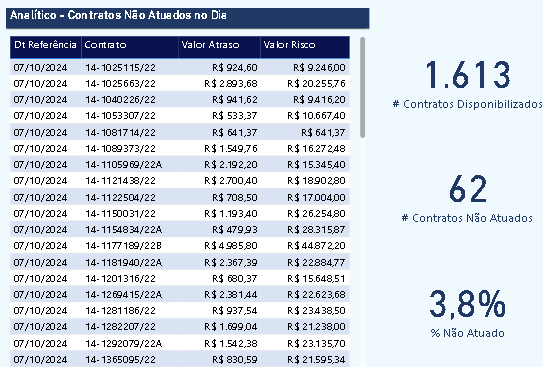 Analítico - Contratos Não Atuados no Dia
Dt Referência Contrato Valor Atraso Valor Risco
07/10/2024 14-1025115/22 R$ 924,60 R$ 9.246,00
07/10/2024 14-1025663/22 R$ 2.893,68 R$ 20.255,76
07/10/2024 14-1040226/22 R$ 941,62 R$ 9.416,20
07/10/2024 14-1053307/22 R$ 533,37 R$ 10.667,40
07/10/2024 14-1081714/22 R$ 641,37 R$ 641,37
07/10/2024 14-1089373/22 R$ 1.549,76 R$ 16.272,48
07/10/2024 14-1105969/22A R$ 2.192,20 R$ 15.345,40
07/10/2024 14-1121438/22 R$ 2.700,40 R$ 18.902,80
07/10/2024 14-1122504/22 R$ 708,50 R$ 17.004,00
07/10/2024 14-1150031/22 R$ 1.193,40 R$ 26.254,80
07/10/2024 14-1154834/22A R$ 479,93 R$ 28.315,87
07/10/2024 14-1177189/22B R$ 4.985,80 R$ 44.872,20
07/10/2024 14-1181940/22A R$ 2.367,39 R$ 22.884,77
07/10/2024 14-1201316/22 R$ 680,37 R$ 15.648,51
07/10/2024 14-1269415/22A R$ 2.381,44 R$ 22.623,68
07/10/2024 14-1281186/22 R$ 937,54 R$ 23.438,50
07/10/2024 14-1282207/22 R$ 1.699,04 R$ 21.238,00
07/10/2024 14-1292079/22A R$ 1.542,38 R$ 23.135,70
07/10/2024 14-1365095/22 R$ 830,59 R$ 21.595,34
1.613
# Contratos Disponibilizados
62
# Contratos Não Atuados
3,8%
% Não Atuado